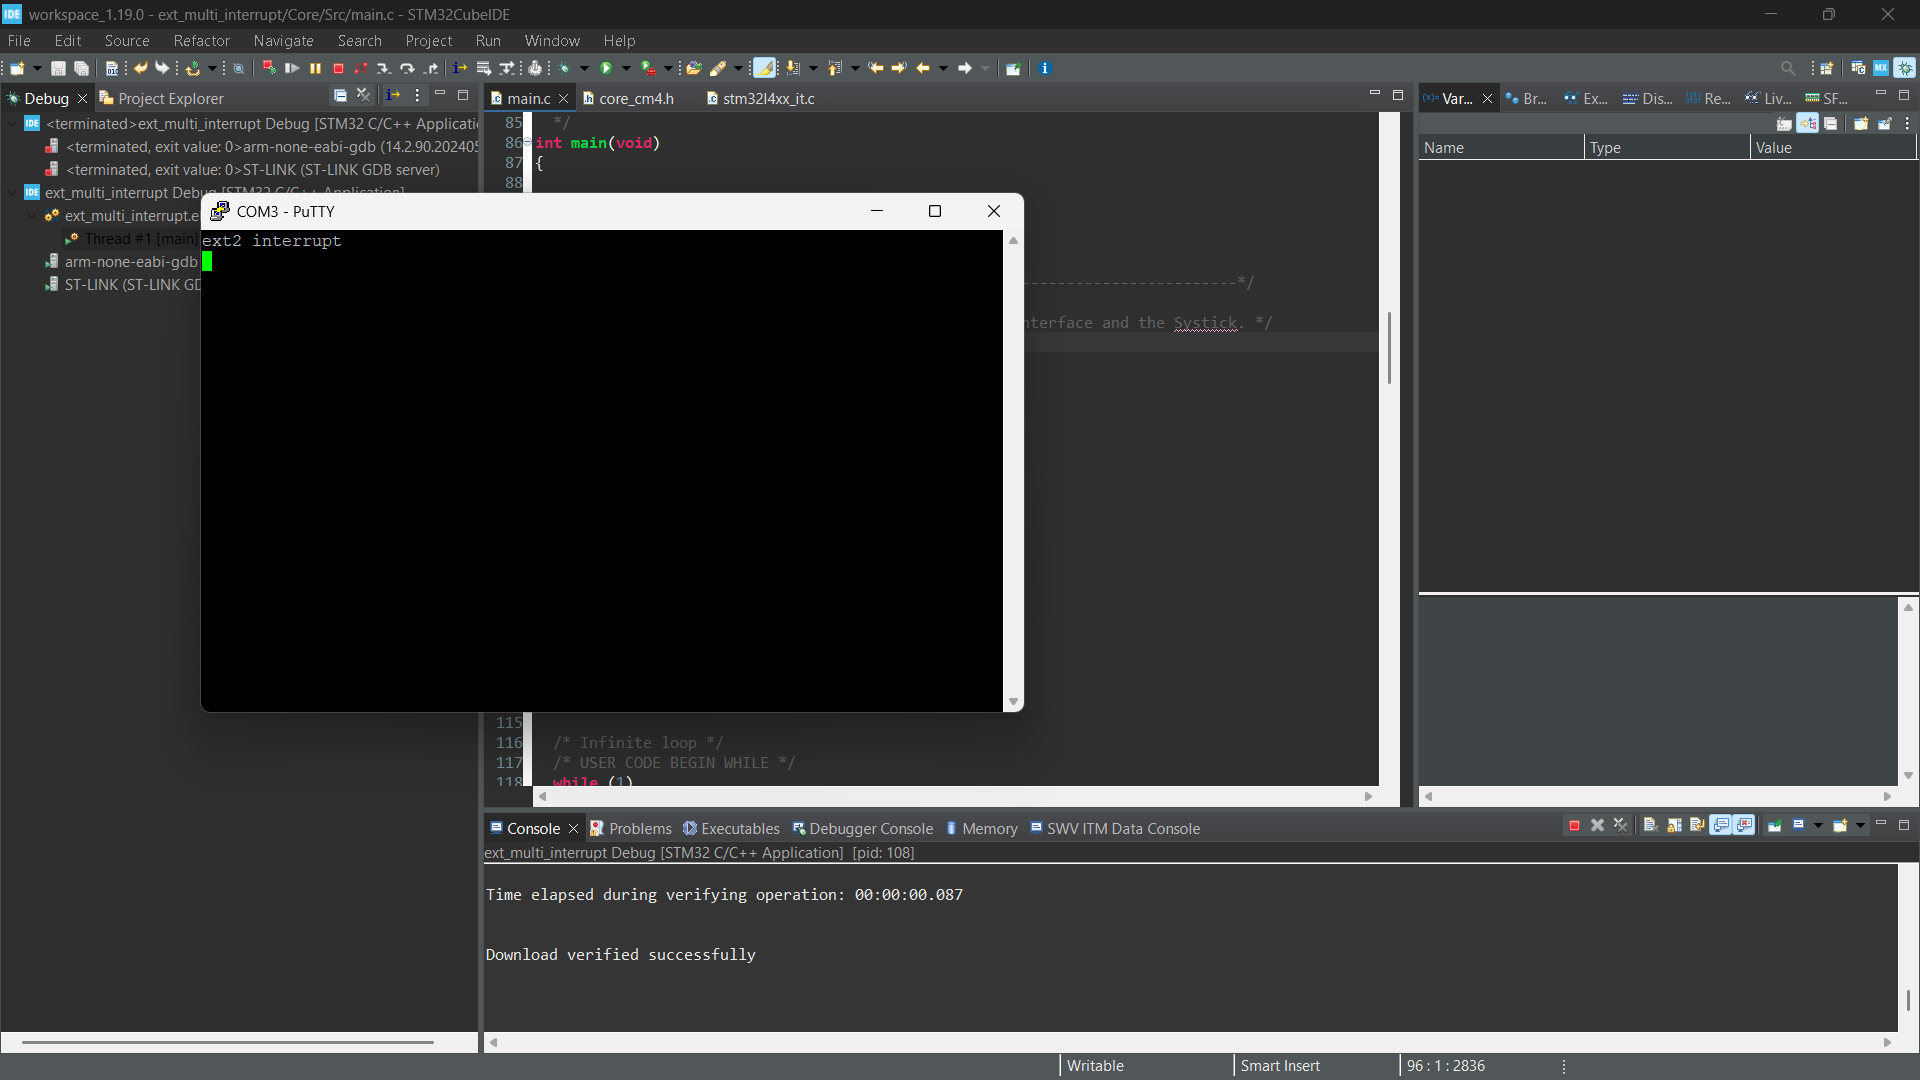 IDE workspace_1.19.0 - ext_multi_interrupt/Core/Src/main.c - STM32CubeIDE
File Edit Source Refactor Navigate Search Project Run Window Help
Debug Project Explorer
<terminated>ext_multi_interrupt Debug [STM32 C/C++ Applicati
<terminated, exit value: 0>arm-none-eabi-gdb (14.2.90.202405
<terminated, exit value: 0>ST-LINK (ST-LINK GDB server)
ext_multi_interrupt Debug [STM32 C/C++ Application]
ext_multi_interrupt.e
Thread #1 [main]
arm-none-eabi-gdb
ST-LINK (ST-LINK GD
main.c core_cm4.h stm32l4xx_it.c
85 */
86 int main(void)
87 {
88
COM3 - PuTTY
ext2 interrupt
------------------------*/
nterface and the Systick. */
115
116 /* Infinite loop */
117 /* USER CODE BEGIN WHILE */
118 while (1)
(x)= Var... Br... Ex... Dis... Re... Liv... SF...
Name Type Value
Console Problems Executables Debugger Console Memory SWV ITM Data Console
ext_multi_interrupt Debug [STM32 C/C++ Application] [pid: 108]
Time elapsed during verifying operation: 00:00:00.087
Download verified successfully
Writable Smart Insert 96 : 1 : 2836